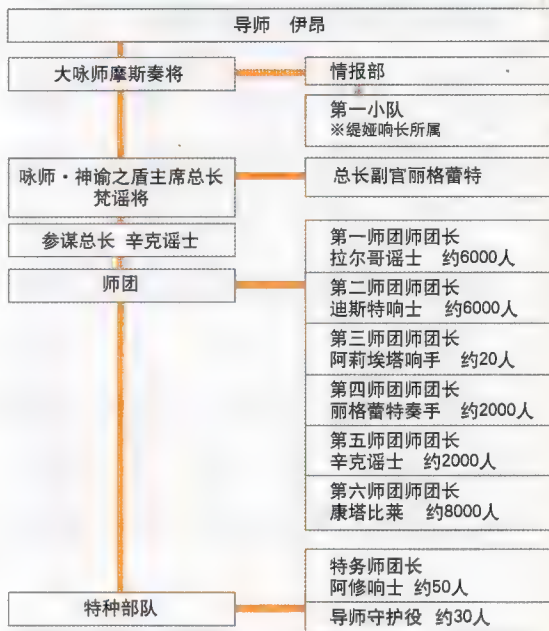 导师 伊昂
大咏师摩斯奏将
情报部
第一小队
※缇娅响长所属
咏师·神谕之盾主席总长
梵谣将
总长副官丽格蕾特
参谋总长 辛克谣士
师团
第一师团师团长
拉尔哥谣士 约6000人
第二师团师团长
迪斯特响士 约6000人
第三师团师团长
阿莉埃塔响手 约20人
第四师团师团长
丽格蕾特奏手 约2000人
第五师团师团长
辛克谣士 约2000人
第六师团师团长
康塔比莱 约8000人
特种部队
特务师团长
阿修响士 约50人
导师守护役 约30人